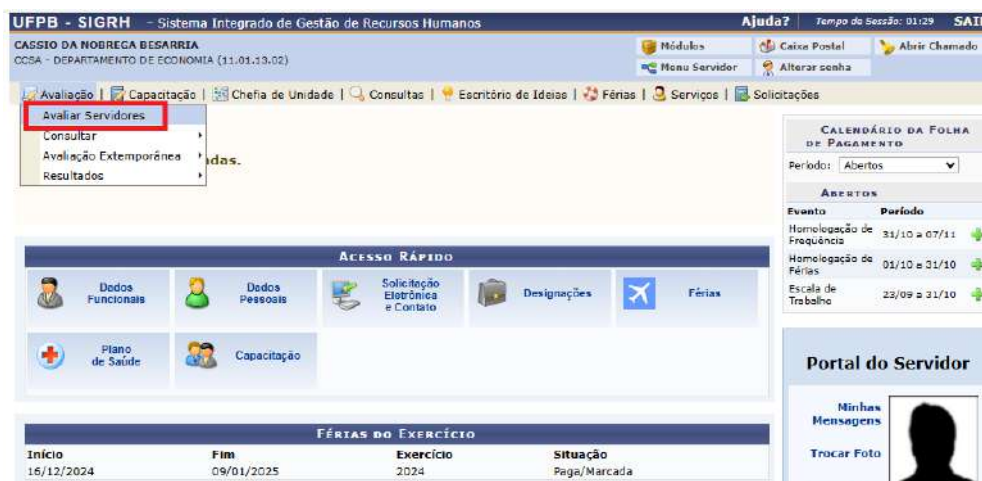 UFPB - SIGRH - Sistema Integrado de Gestão de Recursos Humanos
Ajuda? Tempo de Sessão: 01:29 SAIR
CASSIO DA NOBREGA BESARRIA
CCSA - DEPARTAMENTO DE ECONOMIA (11.01.13.02)
Módulos Caixa Postal Abrir Chamado
Menu Servidor Alterar senha
Avaliação | Capacitação | Chefia de Unidade | Consultas | Escritório de Ideias | Férias | Serviços | Solicitações
Avaliar Servidores
Consultar
Avaliação Extemporânea
Resultados
das.
CALENDÁRIO DA FOLHA
DE PAGAMENTO
Período: Abertos
ABERTOS
Evento Período
Homologação de
Freqüência 31/10 a 07/11
Homologação de
Férias 01/10 a 31/10
Escala de
Trabalho 23/09 a 31/10
ACESSO RÁPIDO
Dados
Funcionais
Dados
Pessoais
Solicitação
Eletrônica
e Contato
Designações
Férias
Plano
de Saúde
Capacitação
Portal do Servidor
Minhas
Mensagens
Trocar Foto
FÉRIAS DO EXERCÍCIO
Início Fim Exercício Situação
16/12/2024 09/01/2025 2024 Paga/Marcada